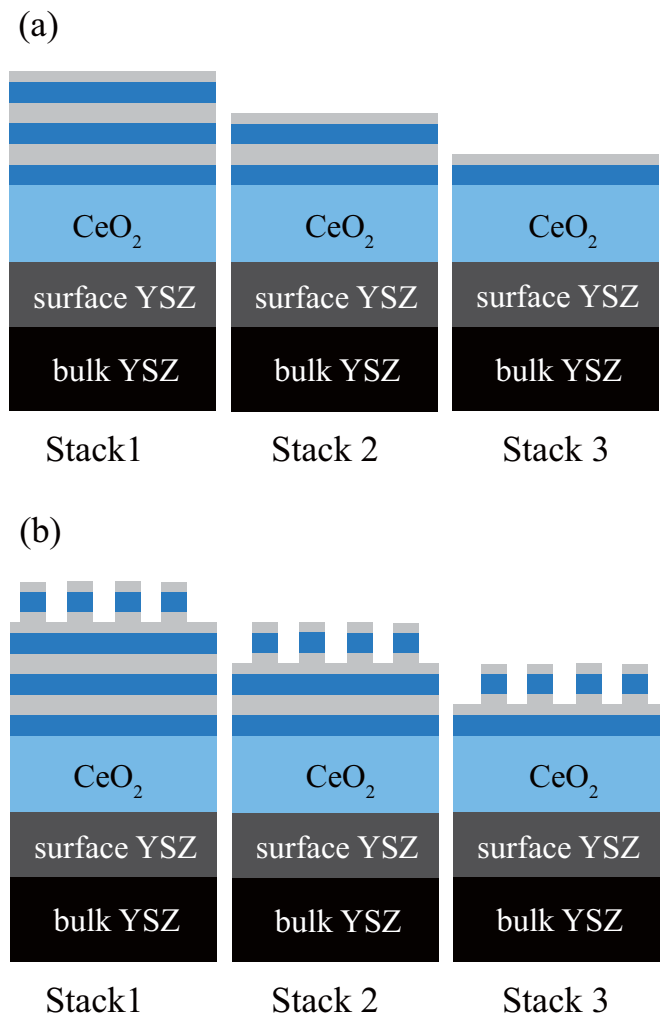 (a)
CeO₂ CeO₂ CeO₂
surface YSZ surface YSZ surface YSZ
bulk YSZ bulk YSZ bulk YSZ
Stack1 Stack 2 Stack 3
(b)
CeO₂ CeO₂ CeO₂
surface YSZ surface YSZ surface YSZ
bulk YSZ bulk YSZ bulk YSZ
Stack1 Stack 2 Stack 3